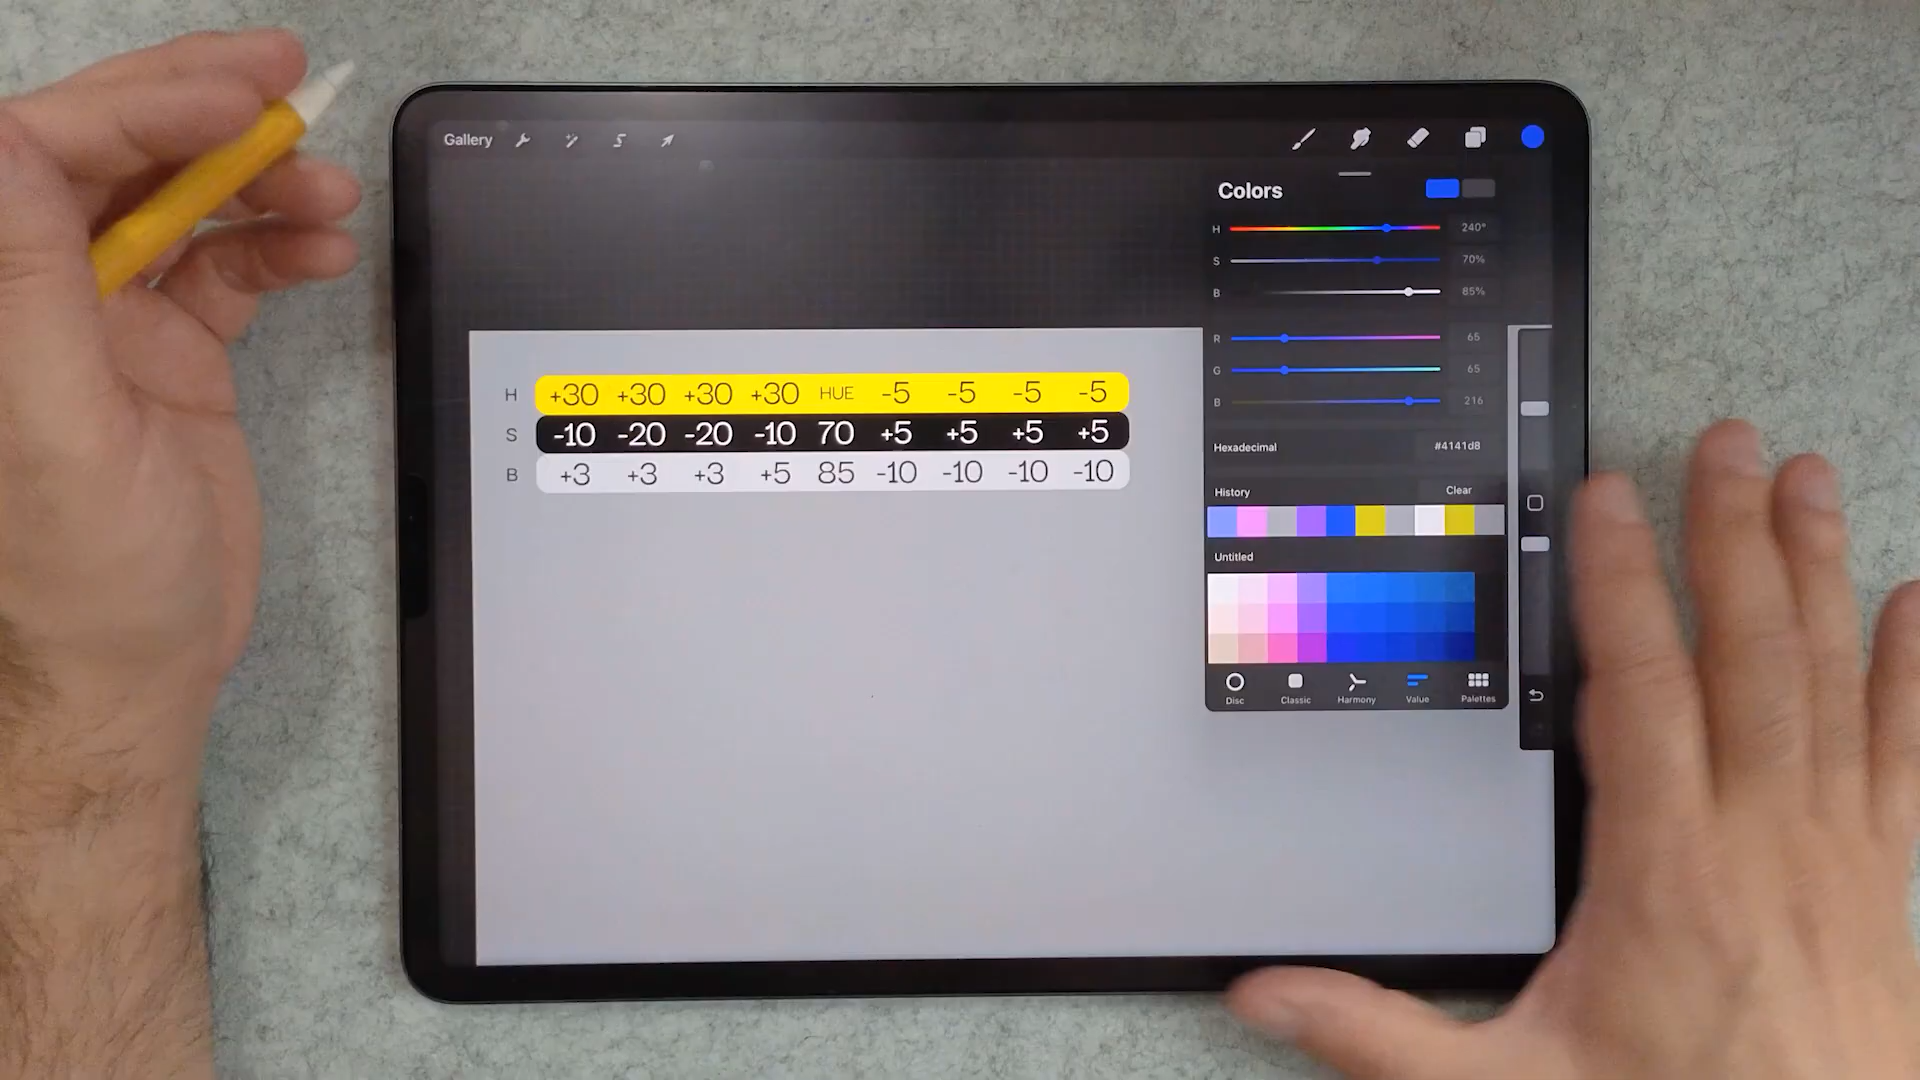 Gallery
Colors
H 240°
S 70%
B 85%
R 65
G 65
B 216
Hexadecimal #4141d8
History Clear
Untitled
Disc Classic Harmony Value Palettes
H +30 +30 +30 +30 HUE -5 -5 -5 -5
S -10 -20 -20 -10 70 +5 +5 +5 +5
B +3 +3 +3 +5 85 -10 -10 -10 -10